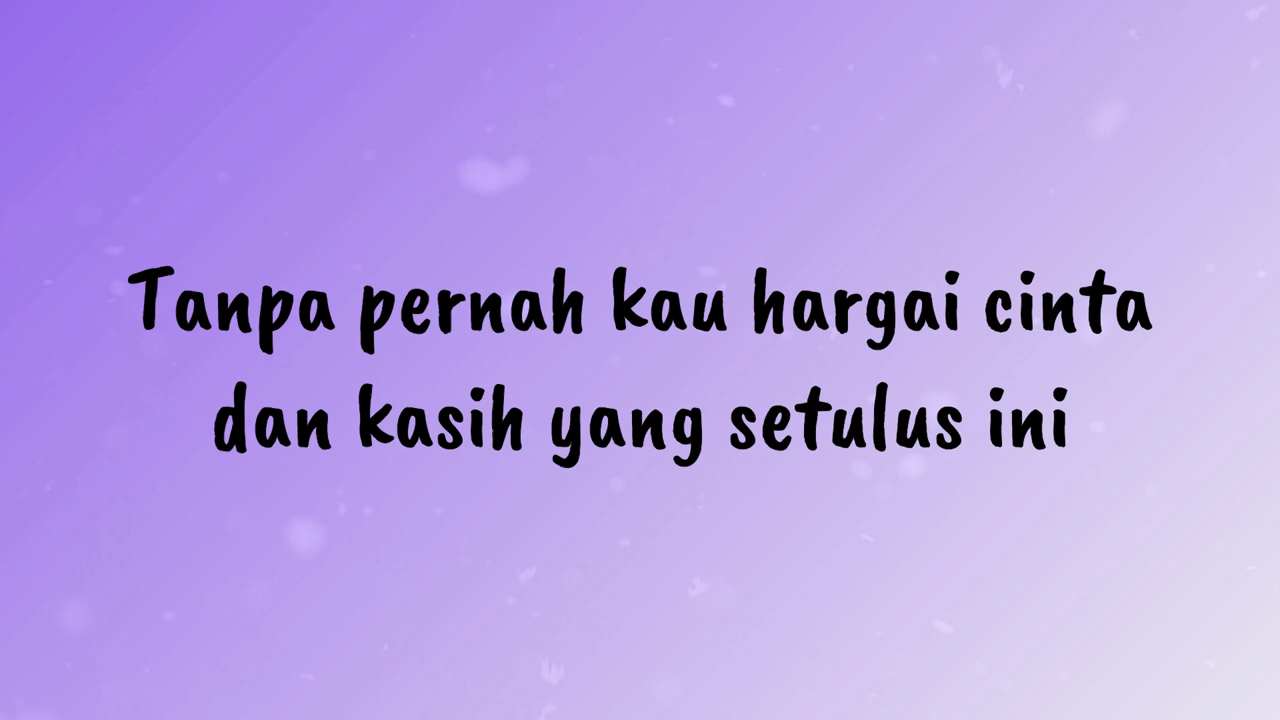 Tanpa pernah kau hargai cinta
dan kasih yang setulus ini